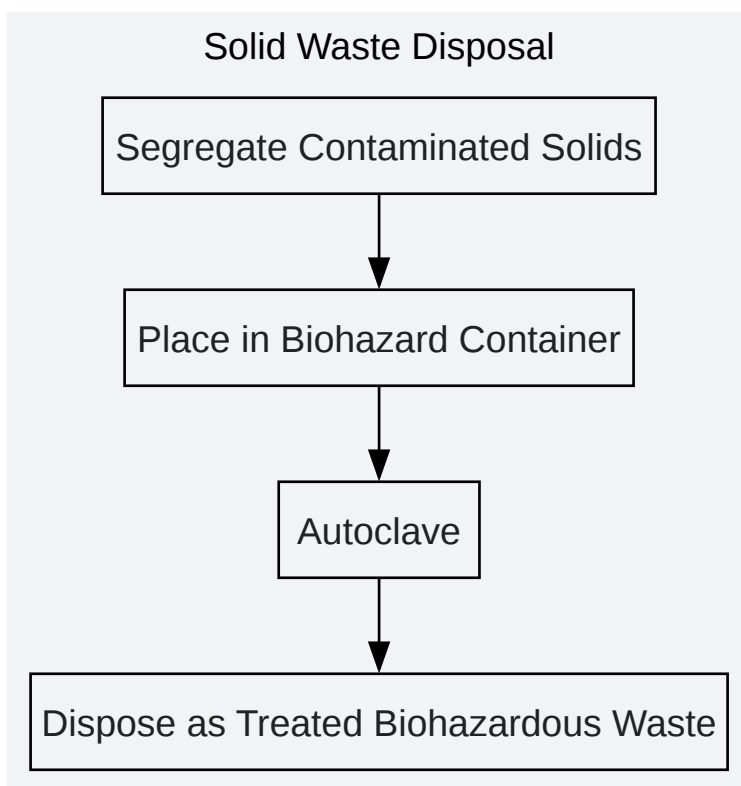 Solid Waste Disposal
Segregate Contaminated Solids
Place in Biohazard Container
Autoclave
Dispose as Treated Biohazardous Waste